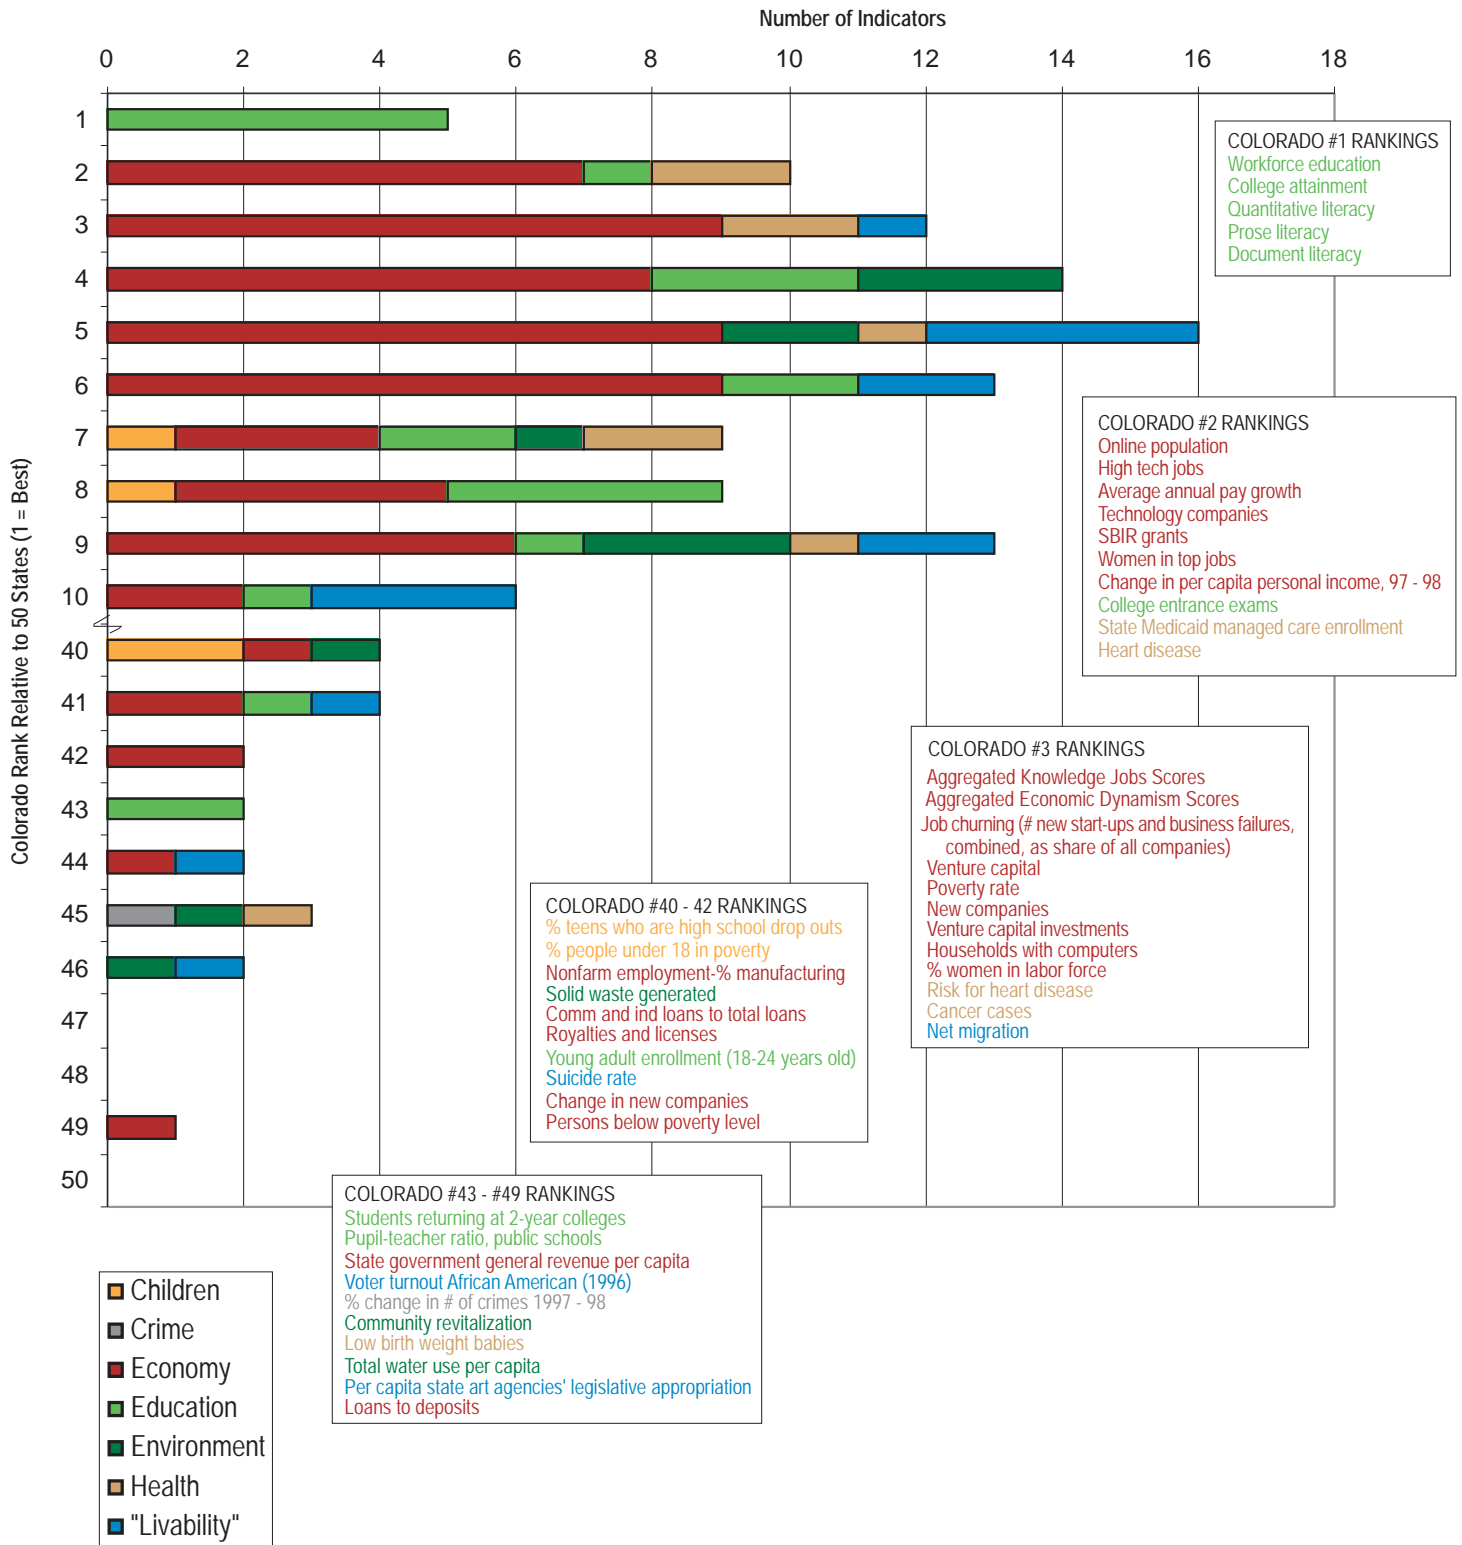 Number of Indicators
0 2 4 6 8 10 12 14 16 18
Colorado Rank Relative to 50 States (1 = Best)
1
2
3
4
5
6
7
8
9
10
40
41
42
43
44
45
46
47
48
49
50
COLORADO #1 RANKINGS
Workforce education
College attainment
Quantitative literacy
Prose literacy
Document literacy
COLORADO #2 RANKINGS
Online population
High tech jobs
Average annual pay growth
Technology companies
SBIR grants
Women in top jobs
Change in per capita personal income, 97 - 98
College entrance exams
State Medicaid managed care enrollment
Heart disease
COLORADO #3 RANKINGS
Aggregated Knowledge Jobs Scores
Aggregated Economic Dynamism Scores
Job churning (# new start-ups and business failures,
combined, as share of all companies)
Venture capital
Poverty rate
New companies
Venture capital investments
Households with computers
% women in labor force
Risk for heart disease
Cancer cases
Net migration
COLORADO #40 - 42 RANKINGS
% teens who are high school drop outs
% people under 18 in poverty
Nonfarm employment-% manufacturing
Solid waste generated
Comm and ind loans to total loans
Royalties and licenses
Young adult enrollment (18-24 years old)
Suicide rate
Change in new companies
Persons below poverty level
COLORADO #43 - #49 RANKINGS
Students returning at 2-year colleges
Pupil-teacher ratio, public schools
State government general revenue per capita
Voter turnout African American (1996)
% change in # of crimes 1997 - 98
Community revitalization
Low birth weight babies
Total water use per capita
Per capita state art agencies' legislative appropriation
Loans to deposits
Children
Crime
Economy
Education
Environment
Health
"Livability"